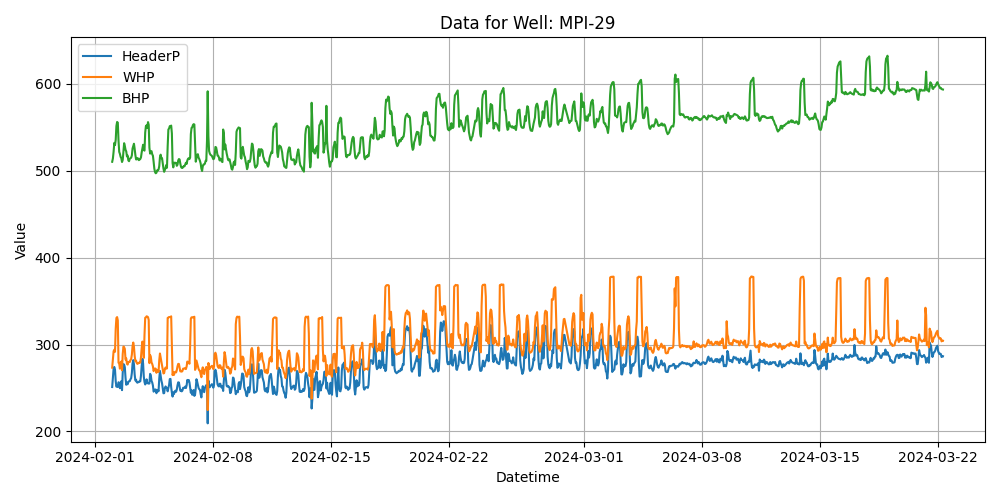 Data for Well: MPI-29
HeaderP
WHP
BHP
600
500
400
300
200
Value
2024-02-01
2024-02-08
2024-02-15
2024-02-22
2024-03-01
2024-03-08
2024-03-15
2024-03-22
Datetime